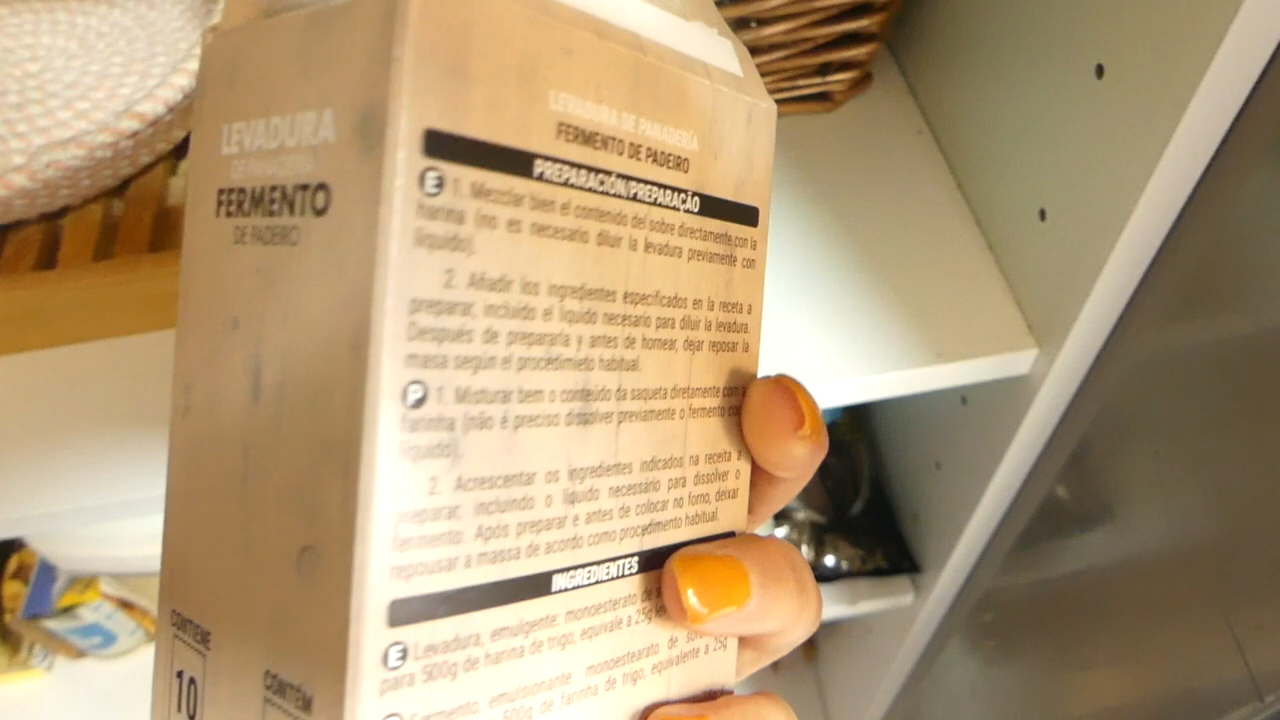 LEVADURA
DE PANADERÍA
FERMENTO
DE PADEIRO
CONTIENE
10
CONTÉM
LEVADURA DE PANADERÍA
FERMENTO DE PADEIRO
PREPARACIÓN/PREPARAÇÃO
E 1. Mezclar bien el contenido del sobre directamente con la
harina (no es necesario diluir la levadura previamente con
líquido).
2. Añadir los ingredientes especificados en la receta a
preparar, incluido el líquido necesario para diluir la levadura.
Después de prepararla y antes de hornear, dejar reposar la
masa según el procedimieto habitual.
P 1. Misturar bem o conteúdo da saqueta diretamente com a
farinha (não é preciso dissolver previamente o fermento
líquido).
2. Acrescentar os ingredientes indicados na receita a
preparar, incluindo o líquido necessário para dissolver o
fermento. Após preparar e antes de colocar no forno, deixar
repousar a massa de acordo como procedimento habitual.
INGREDIENTES
E Levadura, emulgente: monoesterato de
para 500g de harina de trigo, equivale a 25g
Fermento, emulsionante: monoestearato de
500g de farinha de trigo, equivalente a 25g